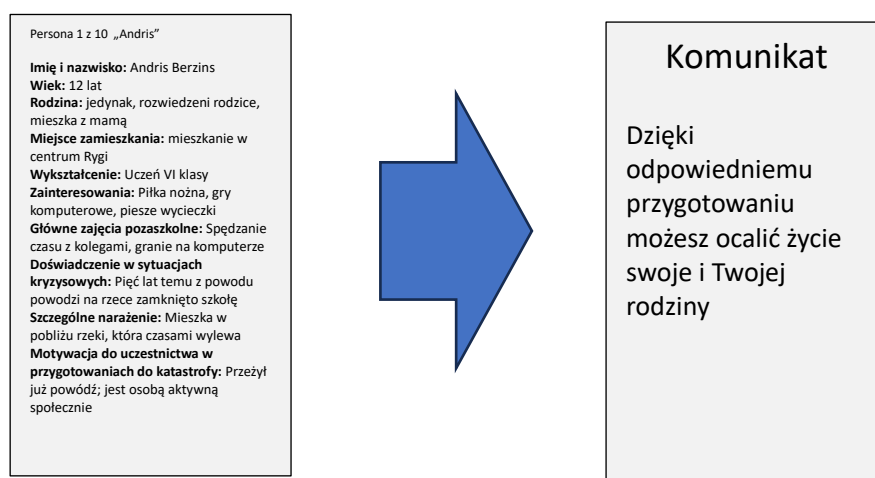 Persona 1 z 10 „Andris”
Imię i nazwisko: Andris Berzins
Wiek: 12 lat
Rodzina: jedynak, rozwiedzeni rodzice,
mieszka z mamą
Miejsce zamieszkania: mieszkanie w
centrum Rygi
Wykształcenie: Uczeń VI klasy
Zainteresowania: Piłka nożna, gry
komputerowe, piesze wycieczki
Główne zajęcia pozaszkolne: Spędzanie
czasu z kolegami, granie na komputerze
Doświadczenie w sytuacjach
kryzysowych: Pięć lat temu z powodu
powodzi na rzece zamknięto szkołę
Szczególne narażenie: Mieszka w
pobliżu rzeki, która czasami wylewa
Motywacja do uczestnictwa w
przygotowaniach do katastrofy: Przeżył
już powódź; jest osobą aktywną
społecznie
Komunikat
Dzięki
odpowiedniemu
przygotowaniu
możesz ocalić życie
swoje i Twojej
rodziny